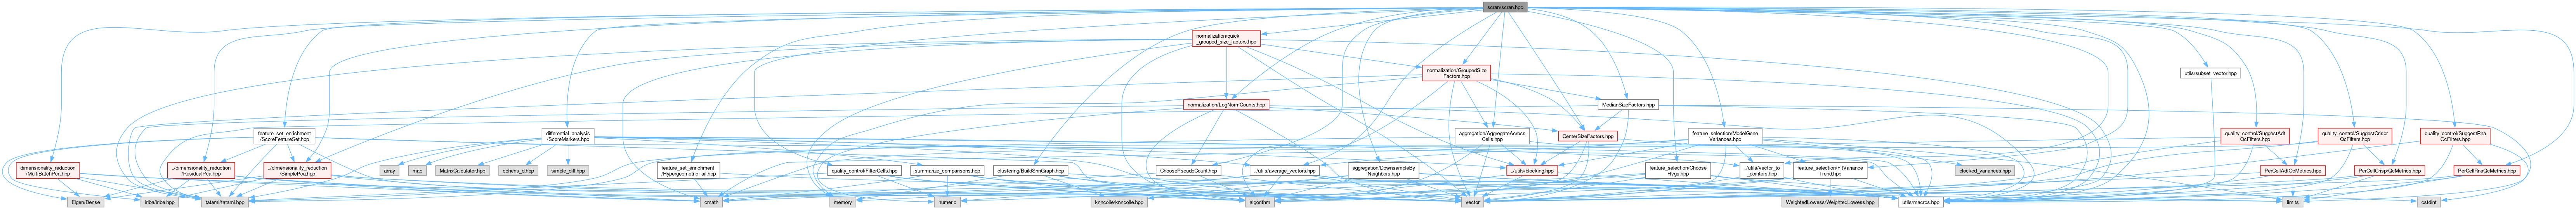 scran/scran.hpp
normalization/quick
_grouped_size_factors.hpp
normalization/GroupedSize
Factors.hpp
utils/subset_vector.hpp
normalization/LogNormCounts.hpp
MedianSizeFactors.hpp
feature_set_enrichment
/ScoreFeatureSet.hpp
differential_analysis
/ScoreMarkers.hpp
aggregation/AggregateAcross
Cells.hpp
CenterSizeFactors.hpp
feature_selection/ModelGene
Variances.hpp
quality_control/SuggestAdt
QcFilters.hpp
quality_control/SuggestCrispr
QcFilters.hpp
quality_control/SuggestRna
QcFilters.hpp
dimensionality_reduction
/MultiBatchPca.hpp
../dimensionality_reduction
/ResidualPca.hpp
../dimensionality_reduction
/SimplePca.hpp
array
map
MatrixCalculator.hpp
cohens_d.hpp
simple_diff.hpp
feature_set_enrichment
/HypergeometricTail.hpp
quality_control/FilterCells.hpp
summarize_comparisons.hpp
clustering/BuildSnnGraph.hpp
ChoosePseudoCount.hpp
../utils/average_vectors.hpp
aggregation/DownsampleBy
Neighbors.hpp
../utils/blocking.hpp
feature_selection/Choose
Hvgs.hpp
../utils/vector_to
_pointers.hpp
feature_selection/FitVariance
Trend.hpp
blocked_variances.hpp
PerCellAdtQcMetrics.hpp
PerCellCrisprQcMetrics.hpp
PerCellRnaQcMetrics.hpp
Eigen/Dense
irlba/irlba.hpp
tatami/tatami.hpp
cmath
memory
numeric
knncolle/knncolle.hpp
algorithm
vector
WeightedLowess/WeightedLowess.hpp
utils/macros.hpp
limits
cstdint